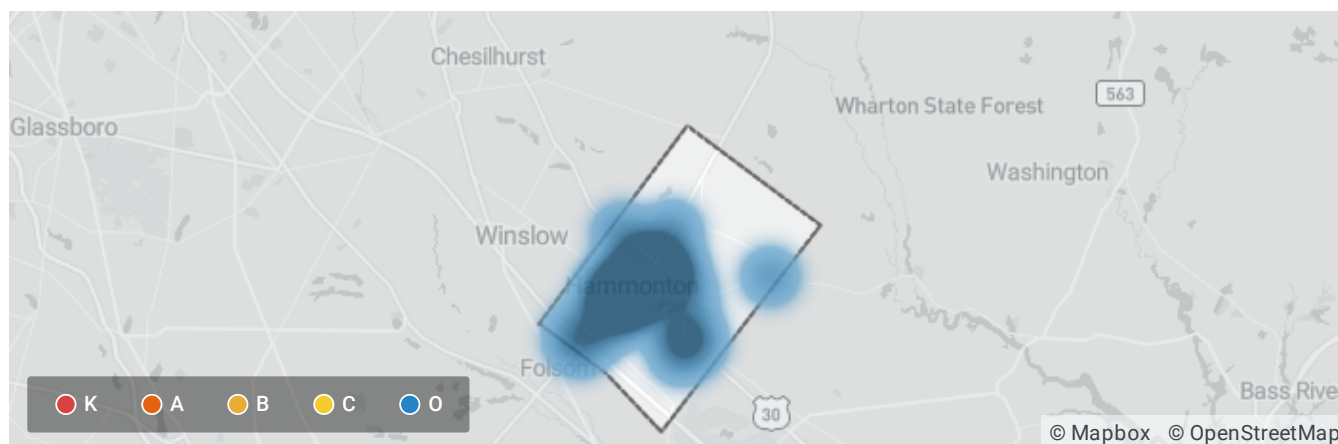 Chesilhurst
563
Wharton State Forest
Glassboro
Washington
Winslow
Hammonton
Folsom
Bass Rive
K A B C O
30
© Mapbox © OpenStreetMap